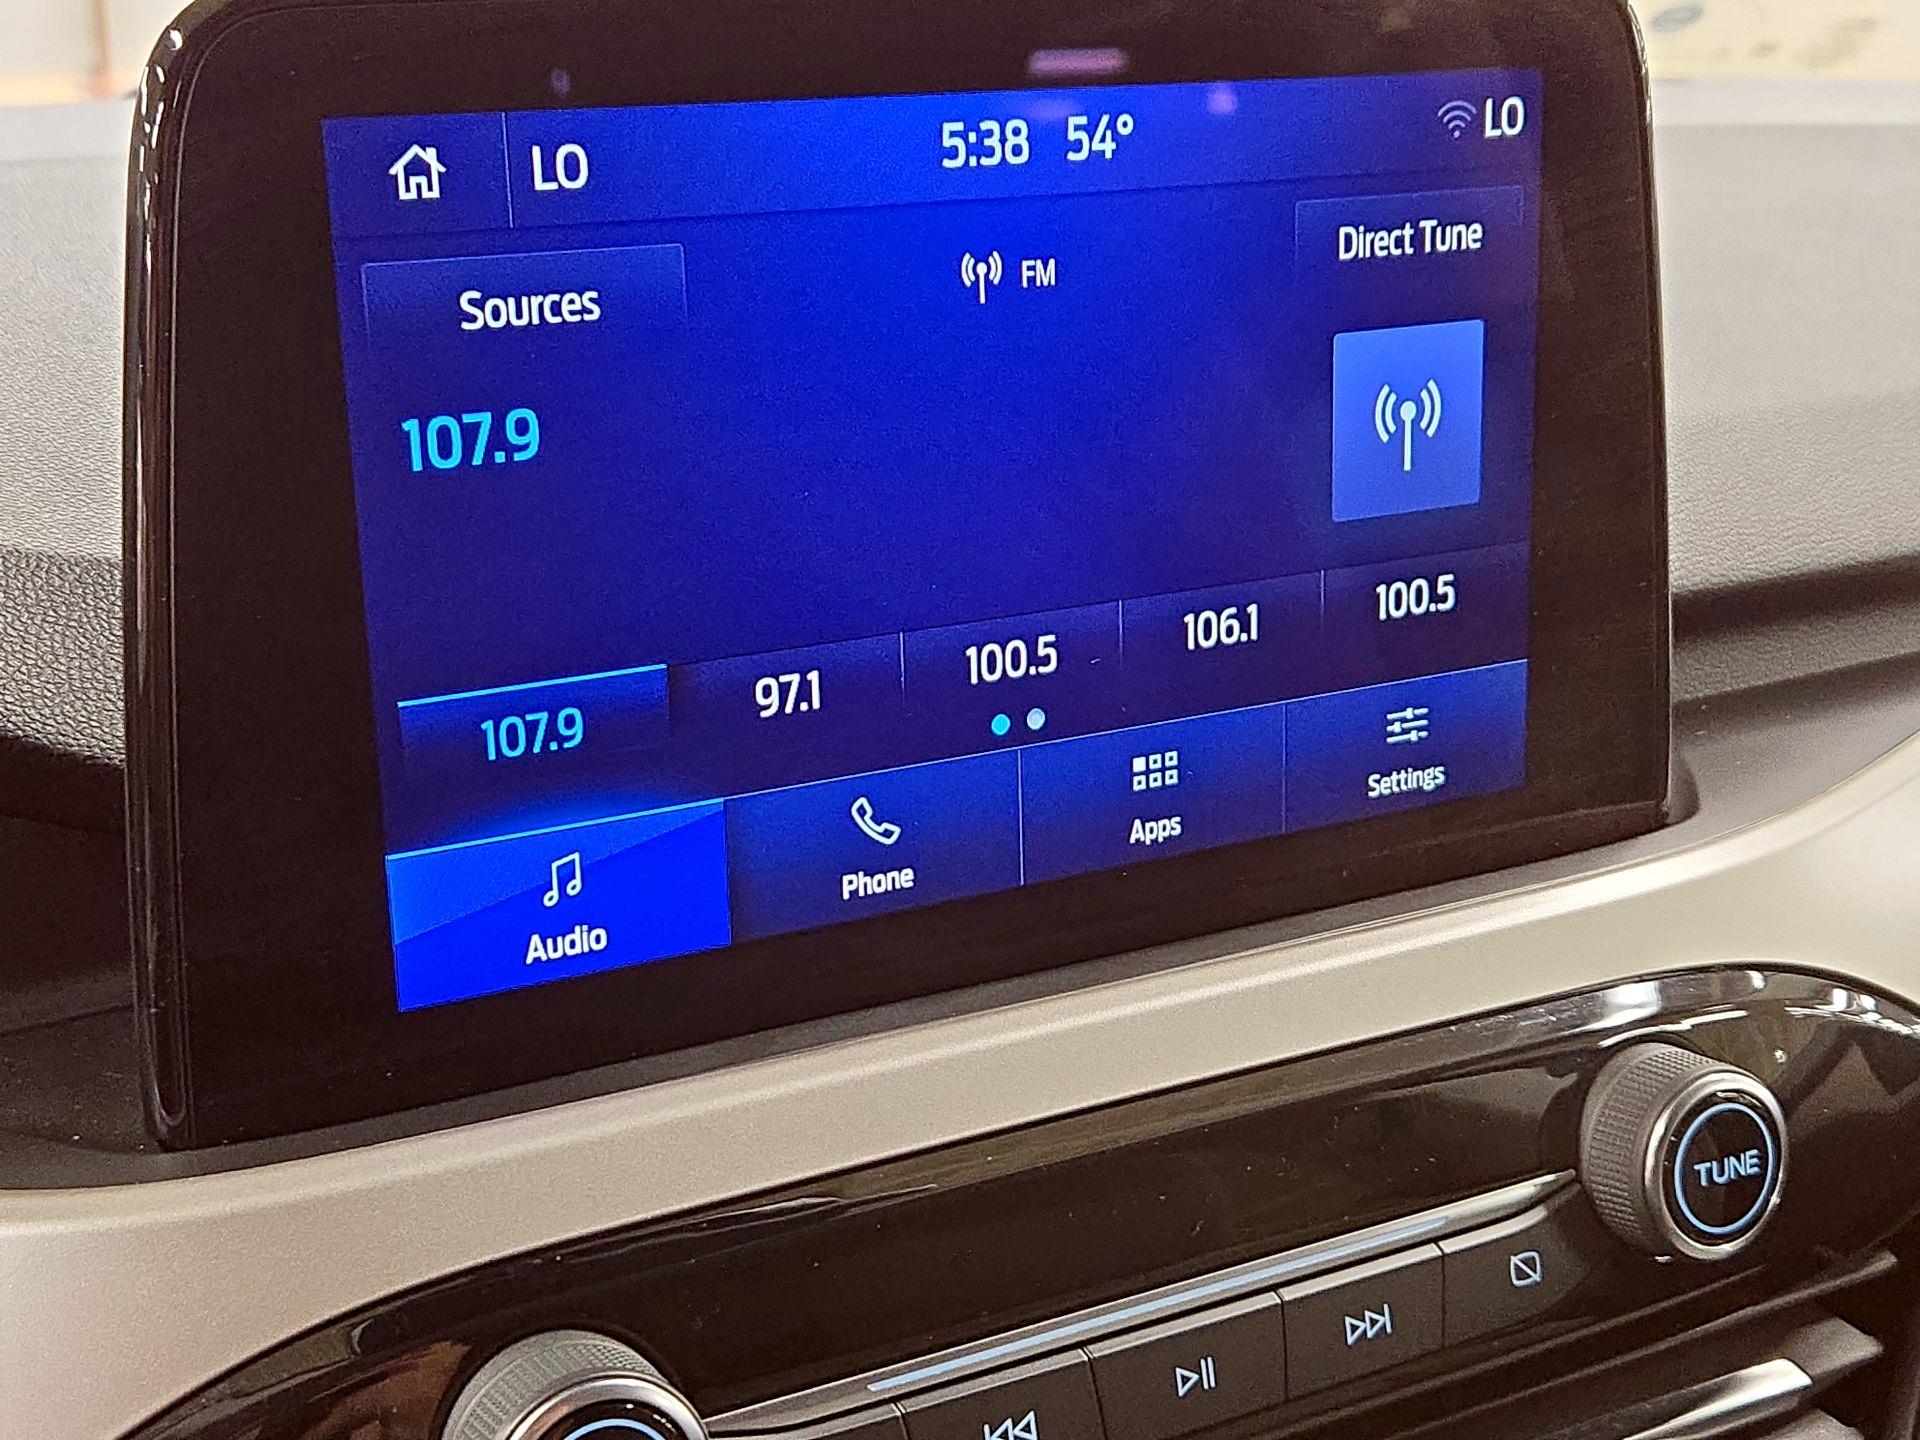 LO 5:38 54° LO
Sources FM Direct Tune
107.9
107.9 97.1 100.5 106.1 100.5
Audio Phone Apps Settings
TUNE